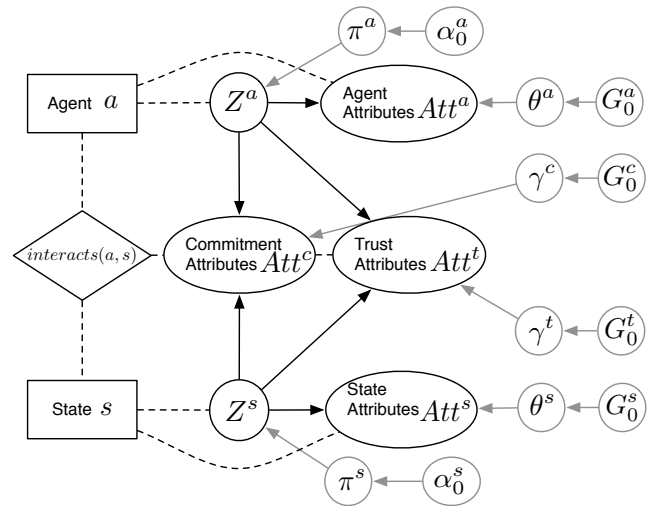 π^a α_0^a
Agent a
Z^a
Agent
Attributes Att^a
θ^a G_0^a
γ^c G_0^c
interacts(a, s)
Commitment
Attributes Att^c
Trust
Attributes Att^t
γ^t G_0^t
State s
Z^s
State
Attributes Att^s
θ^s G_0^s
π^s α_0^s